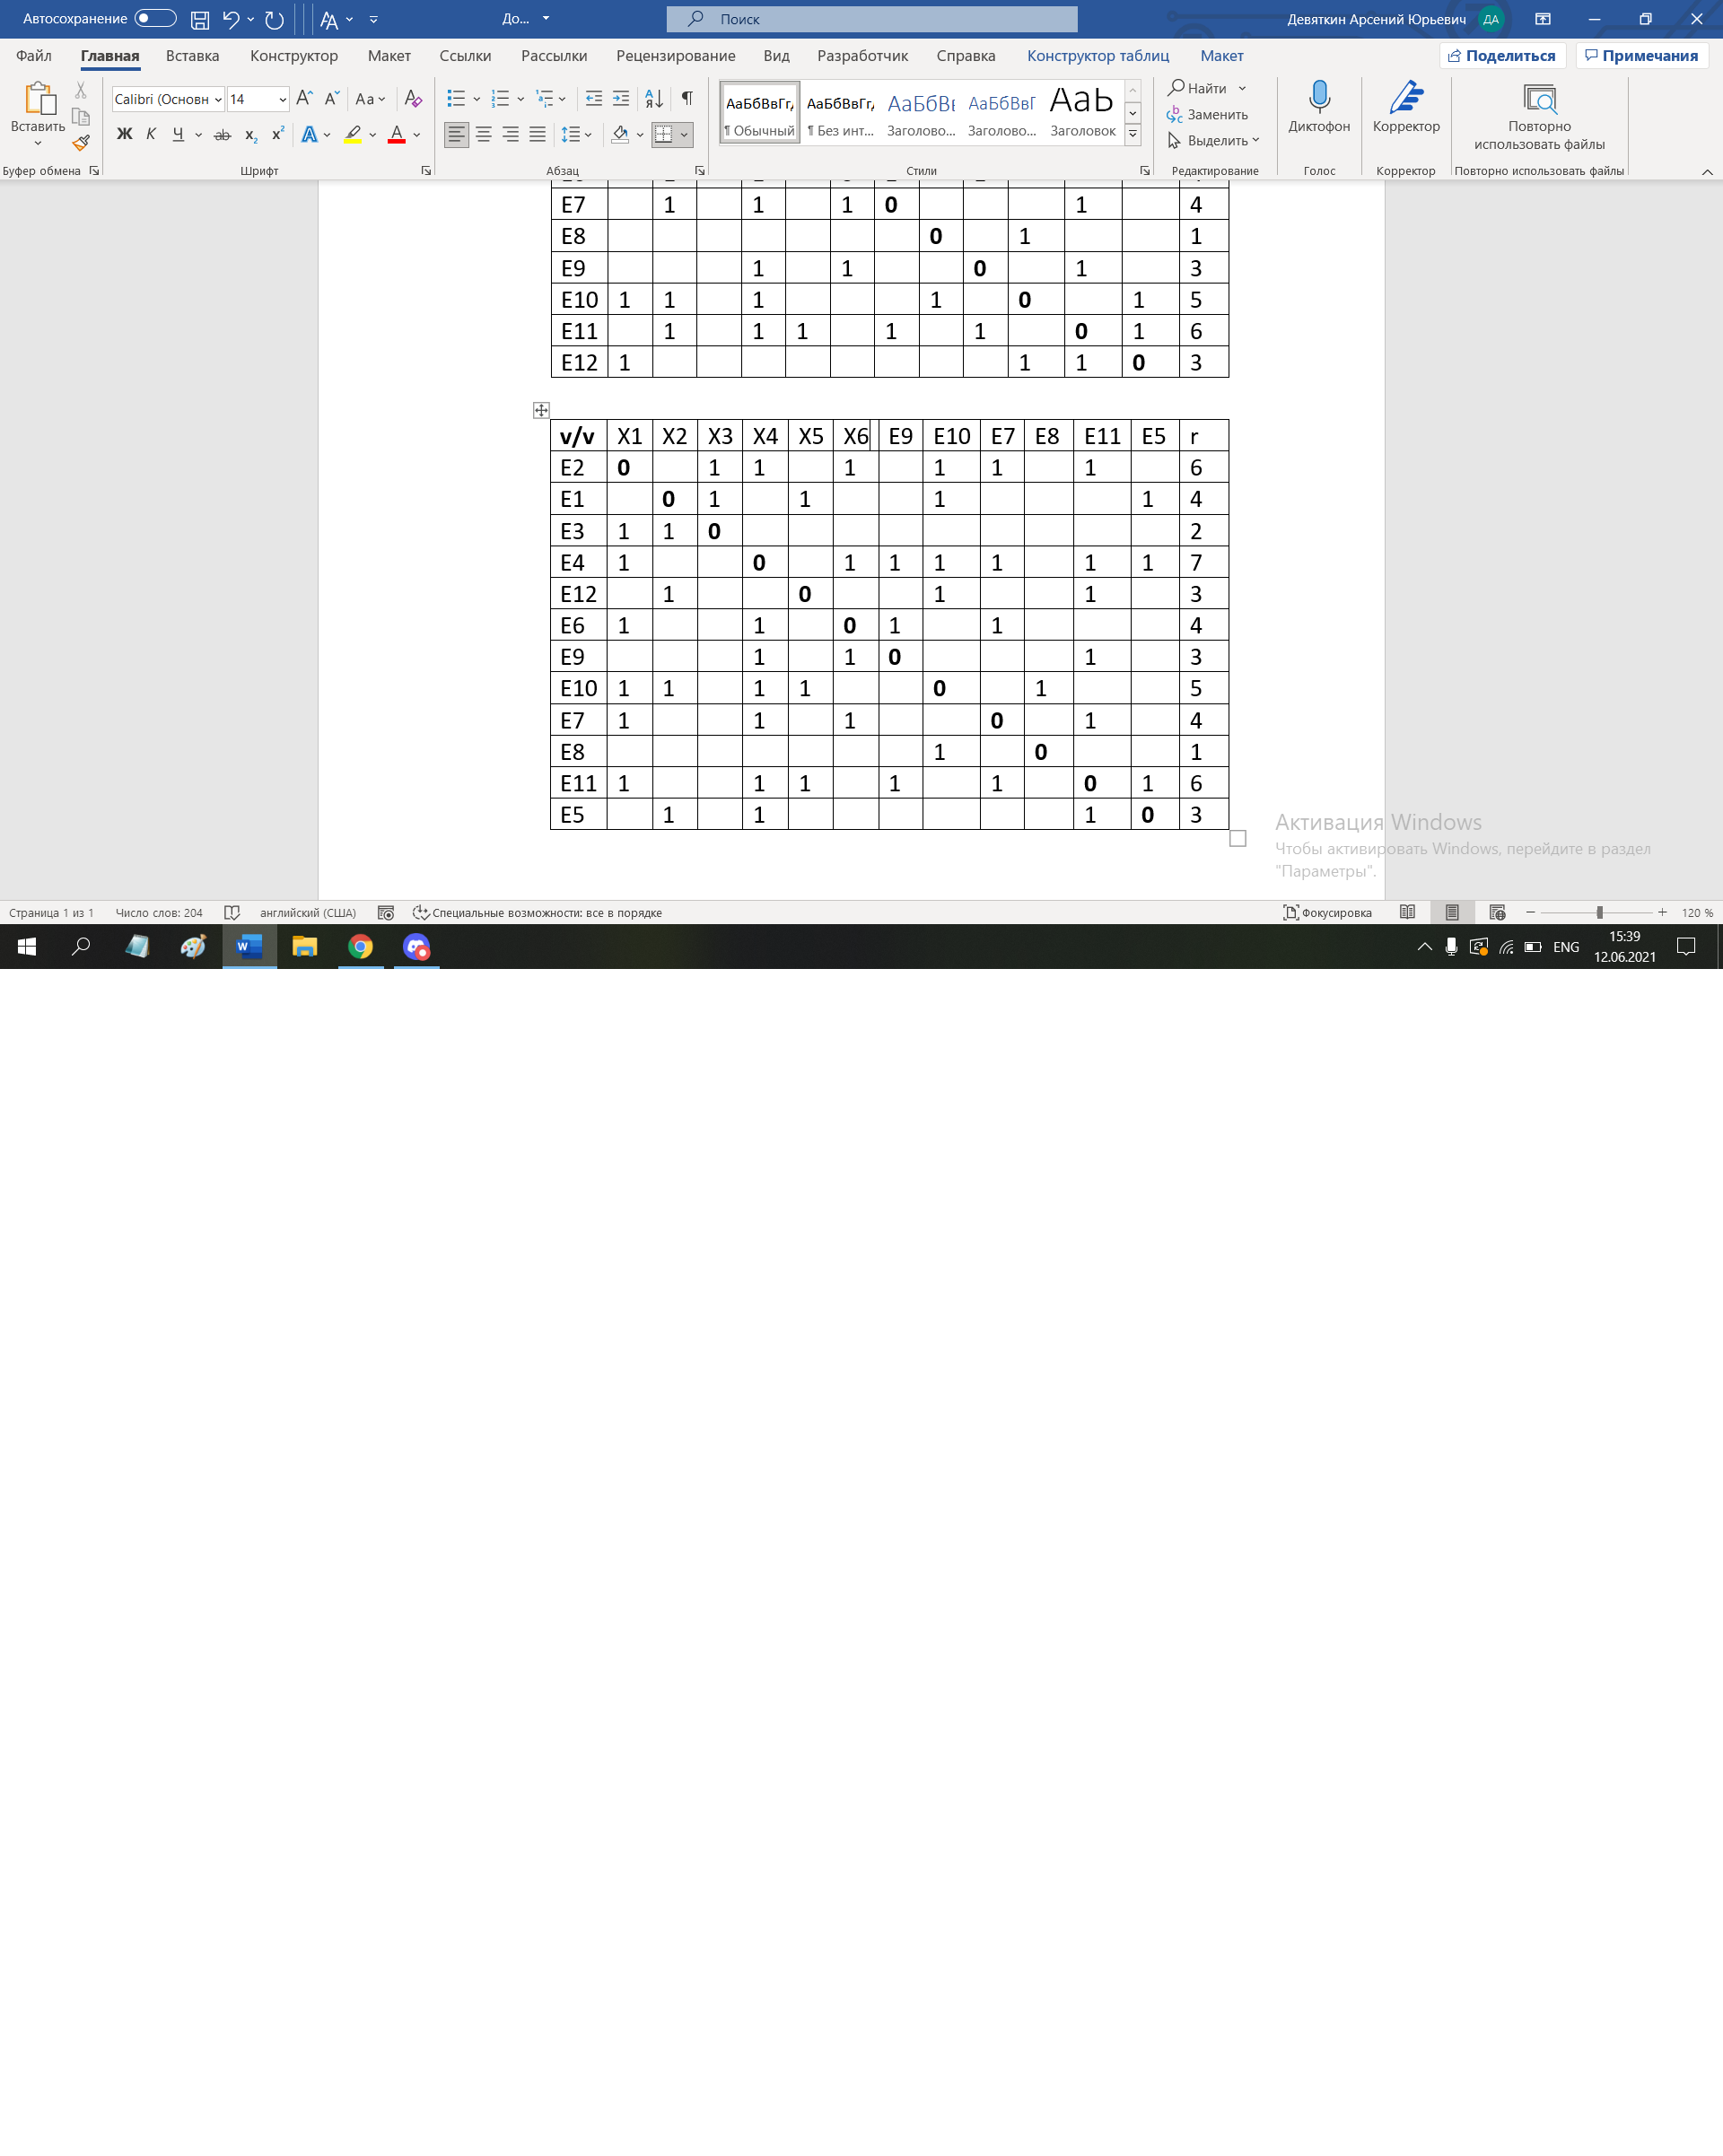 Автосохранение До... Поиск Девяткин Арсений Юрьевич ДА
Файл Главная Вставка Конструктор Макет Ссылки Рассылки Рецензирование Вид Разработчик Справка Конструктор таблиц Макет Поделиться Примечания
Вставить
Calibri (Основн 14 Aa
Ж К Ч ab x₂ x² A A
АаБбВвГг, АаБбВвГг, АаБбВı АаБбВвГ АаЬ
¶ Обычный ¶ Без инт... Заголово... Заголово... Заголовок
Найти
Заменить
Выделить
Диктофон
Корректор
Повторно использовать файлы
Буфер обмена Шрифт Абзац Стили Редактирование Голос Корректор Повторно использовать файлы
E7 1 1 1 0 1 4
E8 0 1 1
E9 1 1 0 1 3
E10 1 1 1 1 0 1 5
E11 1 1 1 1 1 0 1 6
E12 1 1 1 0 3
v/v X1 X2 X3 X4 X5 X6 E9 E10 E7 E8 E11 E5 r
E2 0 1 1 1 1 1 1 6
E1 0 1 1 1 1 4
E3 1 1 0 2
E4 1 0 1 1 1 1 1 1 7
E12 1 0 1 1 3
E6 1 1 0 1 1 4
E9 1 1 0 1 3
E10 1 1 1 1 0 1 5
E7 1 1 1 0 1 4
E8 1 0 1
E11 1 1 1 1 1 0 1 6
E5 1 1 1 0 3
Активация Windows
Чтобы активировать Windows, перейдите в раздел
"Параметры".
Страница 1 из 1 Число слов: 204 английский (США) Специальные возможности: все в порядке Фокусировка 120 %
ENG 15:39
12.06.2021